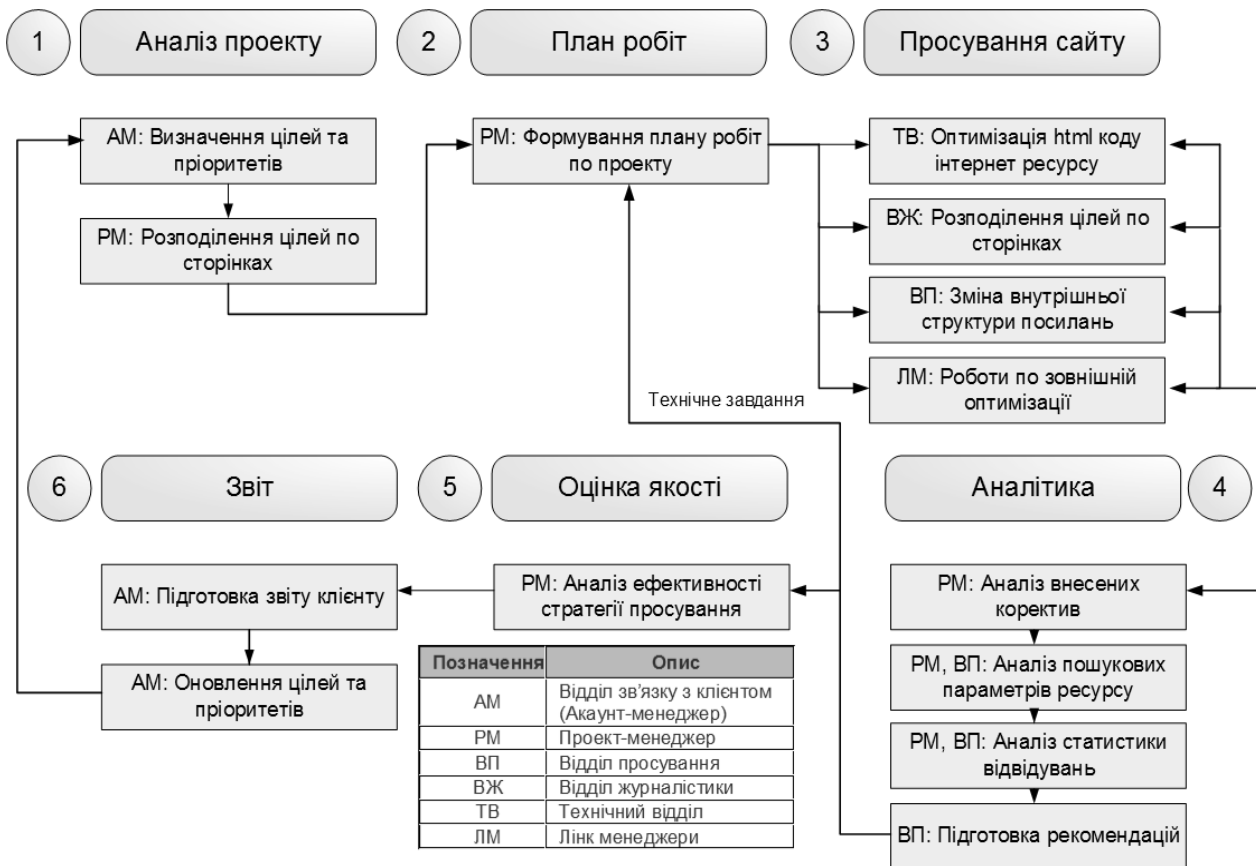 1
Аналіз проекту
2
План робіт
3
Просування сайту
АМ: Визначення цілей та
пріоритетів
РМ: Розподілення цілей по
сторінках
РМ: Формування плану робіт
по проекту
ТВ: Оптимізація html коду
інтернет ресурсу
ВЖ: Розподілення цілей по
сторінках
ВП: Зміна внутрішньої
структури посилань
ЛМ: Роботи по зовнішній
оптимізації
Технічне завдання
6
Звіт
5
Оцінка якості
Аналітика
4
АМ: Підготовка звіту клієнту
АМ: Оновлення цілей та
пріоритетів
РМ: Аналіз ефективності
стратегії просування
РМ: Аналіз внесених
коректив
РМ, ВП: Аналіз пошукових
параметрів ресурсу
РМ, ВП: Аналіз статистики
відвідувань
ВП: Підготовка рекомендацій
Позначення Опис
АМ Відділ зв’язку з клієнтом
(Акаунт-менеджер)
РМ Проект-менеджер
ВП Відділ просування
ВЖ Відділ журналістики
ТВ Технічний відділ
ЛМ Лінк менеджери